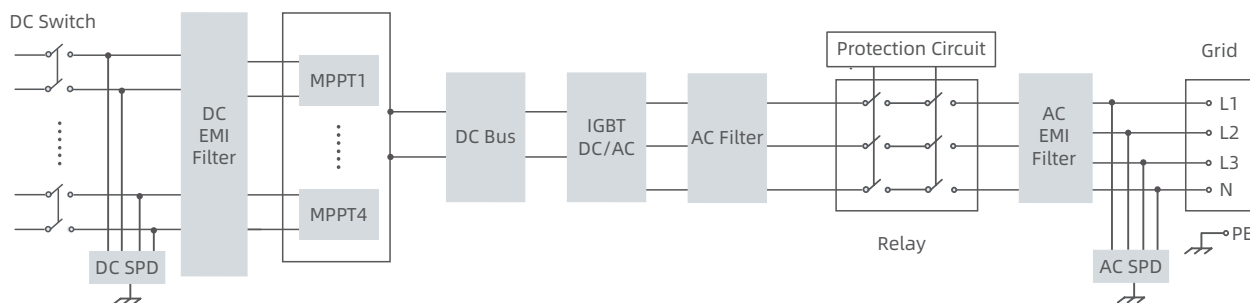 DC Switch
DC
EMI
Filter
MPPT1
MPPT4
DC SPD
DC Bus
IGBT
DC/AC
AC Filter
Protection Circuit
Relay
AC
EMI
Filter
Grid
L1
L2
L3
N
PE
AC SPD